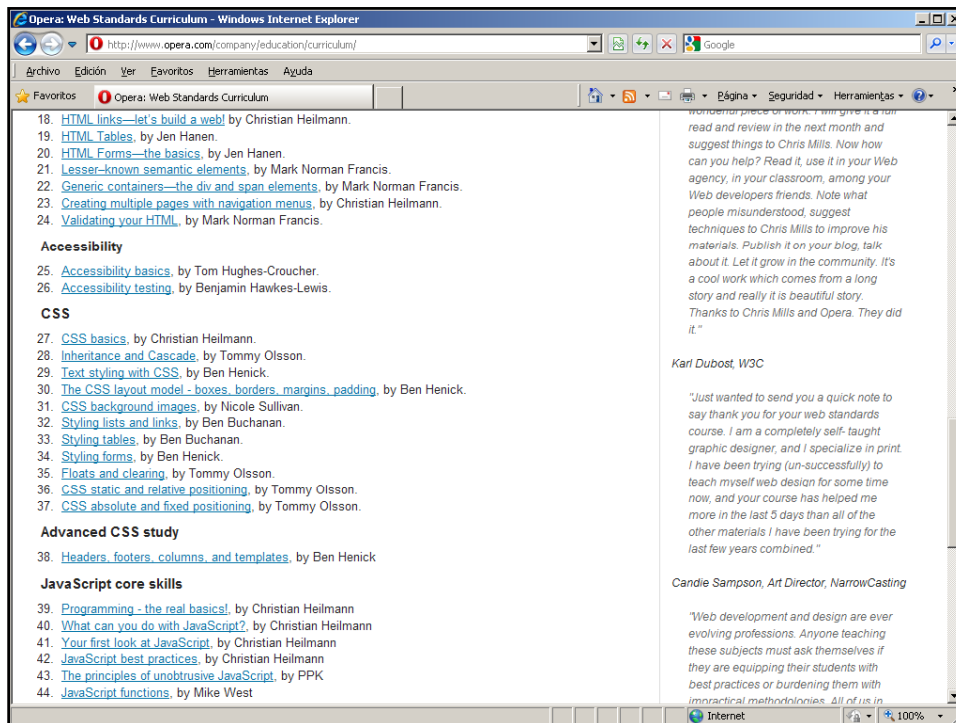 Opera: Web Standards Curriculum - Windows Internet Explorer
http://www.opera.com/company/education/curriculum/
Google
Archivo Edición Ver Favoritos Herramientas Ayuda
Favoritos Opera: Web Standards Curriculum Página Seguridad Herramientas
18. HTML links—let's build a web! by Christian Heilmann.
19. HTML Tables, by Jen Hanen.
20. HTML Forms—the basics, by Jen Hanen.
21. Lesser–known semantic elements, by Mark Norman Francis.
22. Generic containers—the div and span elements, by Mark Norman Francis.
23. Creating multiple pages with navigation menus, by Christian Heilmann.
24. Validating your HTML, by Mark Norman Francis.
Accessibility
25. Accessibility basics, by Tom Hughes-Croucher.
26. Accessibility testing, by Benjamin Hawkes-Lewis.
CSS
27. CSS basics, by Christian Heilmann.
28. Inheritance and Cascade, by Tommy Olsson.
29. Text styling with CSS, by Ben Henick.
30. The CSS layout model - boxes, borders, margins, padding, by Ben Henick.
31. CSS background images, by Nicole Sullivan.
32. Styling lists and links, by Ben Buchanan.
33. Styling tables, by Ben Buchanan.
34. Styling forms, by Ben Henick.
35. Floats and clearing, by Tommy Olsson.
36. CSS static and relative positioning, by Tommy Olsson.
37. CSS absolute and fixed positioning, by Tommy Olsson.
Advanced CSS study
38. Headers, footers, columns, and templates, by Ben Henick
JavaScript core skills
39. Programming - the real basics!, by Christian Heilmann
40. What can you do with JavaScript?, by Christian Heilmann
41. Your first look at JavaScript, by Christian Heilmann
42. JavaScript best practices, by Christian Heilmann
43. The principles of unobtrusive JavaScript, by PPK
44. JavaScript functions, by Mike West
wonderful piece of work. I will give it a full
read and review in the next month and
suggest things to Chris Mills. Now how
can you help? Read it, use it in your Web
agency, in your classroom, among your
Web developers friends. Note what
people misunderstood, suggest
techniques to Chris Mills to improve his
materials. Publish it on your blog, talk
about it. Let it grow in the community. It's
a cool work which comes from a long
story and really it is beautiful story.
Thanks to Chris Mills and Opera. They did
it."
Karl Dubost, W3C
"Just wanted to send you a quick note to
say thank you for your web standards
course. I am a completely self- taught
graphic designer, and I specialize in print.
I have been trying (un-successfully) to
teach myself web design for some time
now, and your course has helped me
more in the last 5 days than all of the
other materials I have been trying for the
last few years combined."
Candie Sampson, Art Director, NarrowCasting
"Web development and design are ever
evolving professions. Anyone teaching
these subjects must ask themselves if
they are equipping their students with
best practices or burdening them with
impractical methodologies. All of us in
Internet 100%